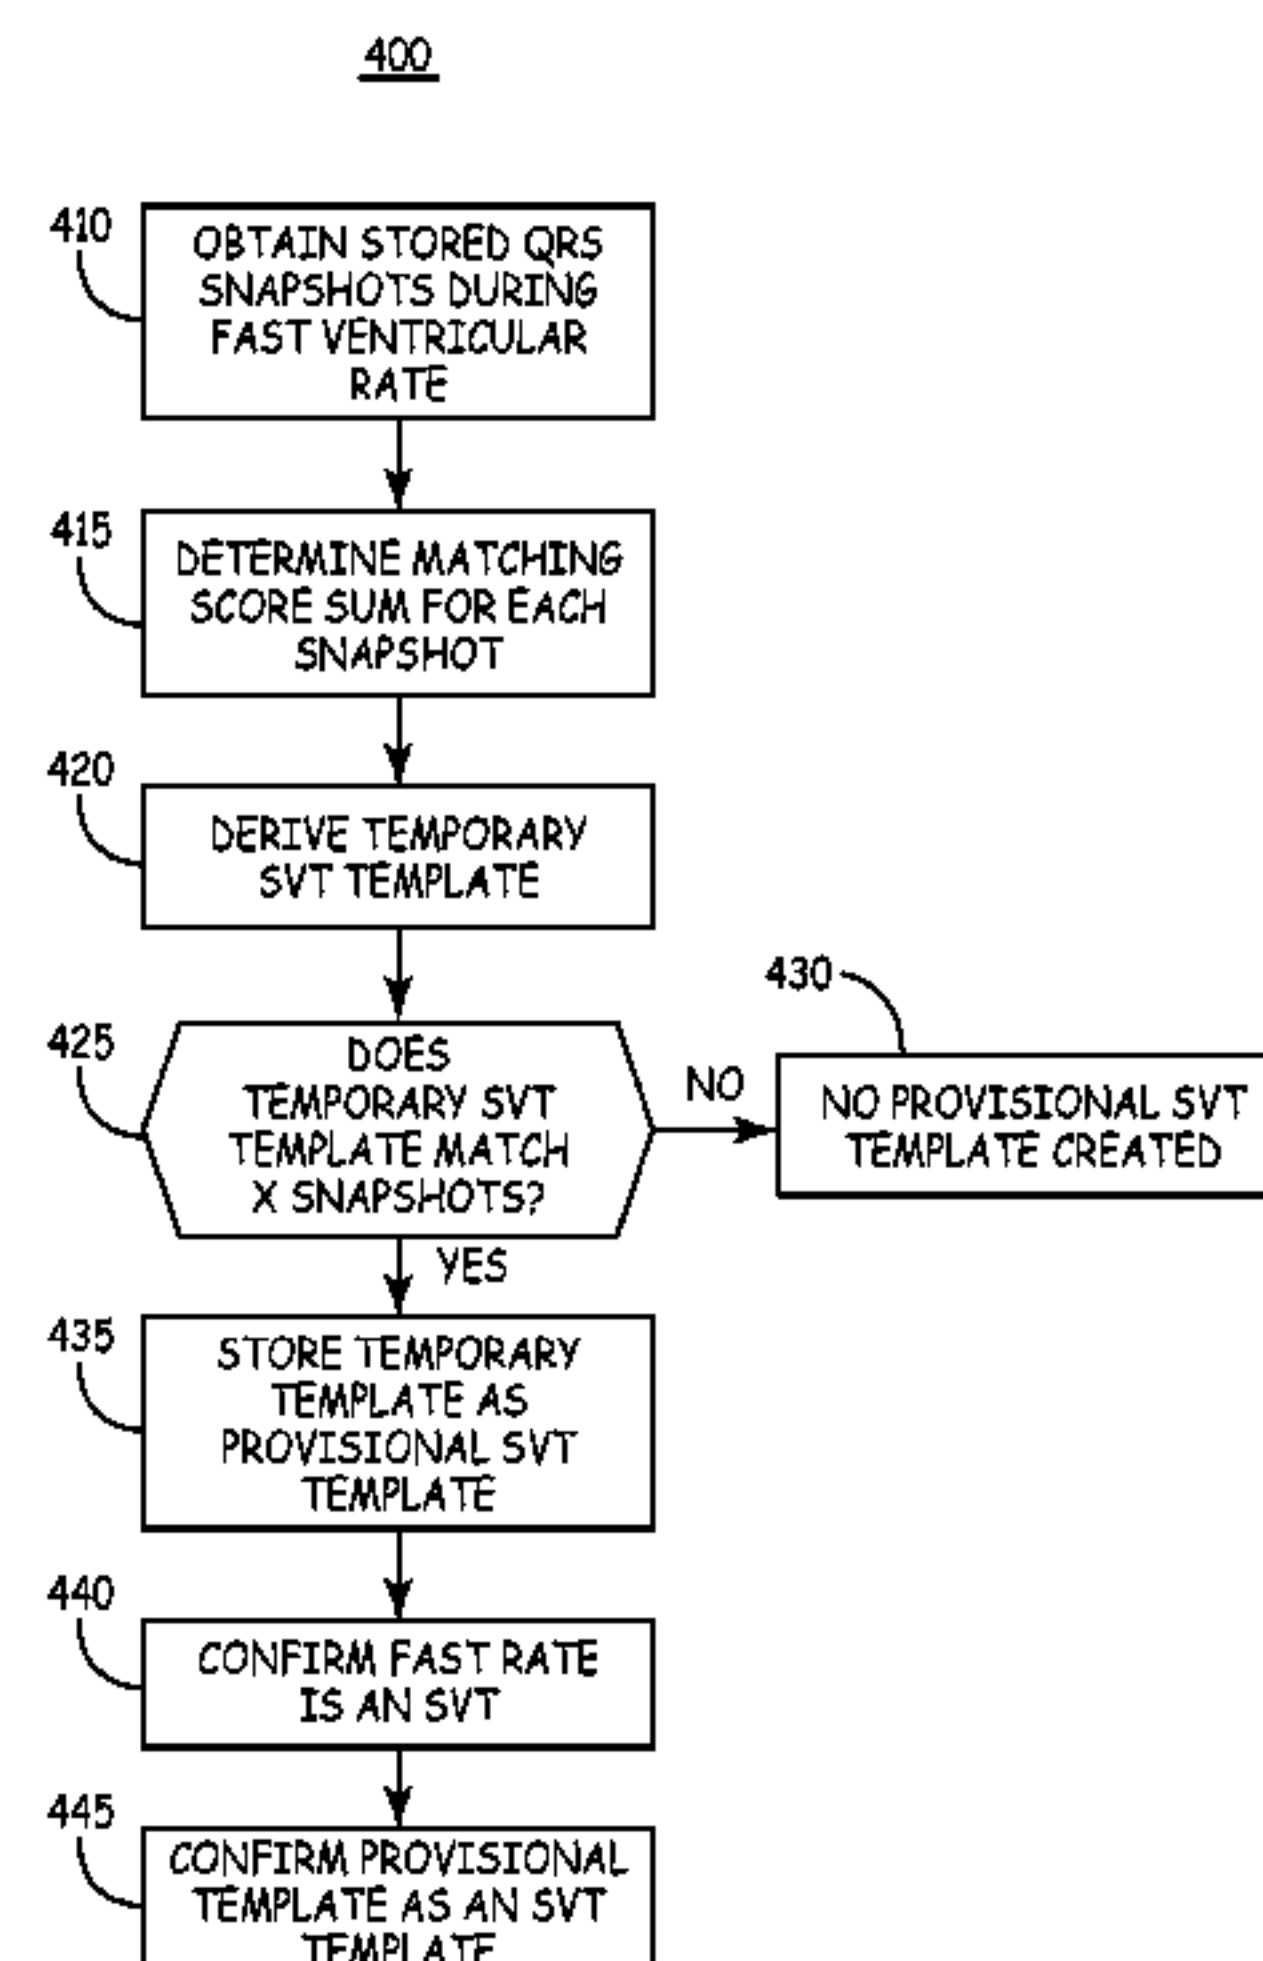 400
410
OBTAIN STORED QRS
SNAPSHOTS DURING
FAST VENTRICULAR
RATE
415
DETERMINE MATCHING
SCORE SUM FOR EACH
SNAPSHOT
420
DERIVE TEMPORARY
SVT TEMPLATE
425
DOES
TEMPORARY SVT
TEMPLATE MATCH
X SNAPSHOTS?
NO
430
NO PROVISIONAL SVT
TEMPLATE CREATED
YES
435
STORE TEMPORARY
TEMPLATE AS
PROVISIONAL SVT
TEMPLATE
440
CONFIRM FAST RATE
IS AN SVT
445
CONFIRM PROVISIONAL
TEMPLATE AS AN SVT
TEMPLATE